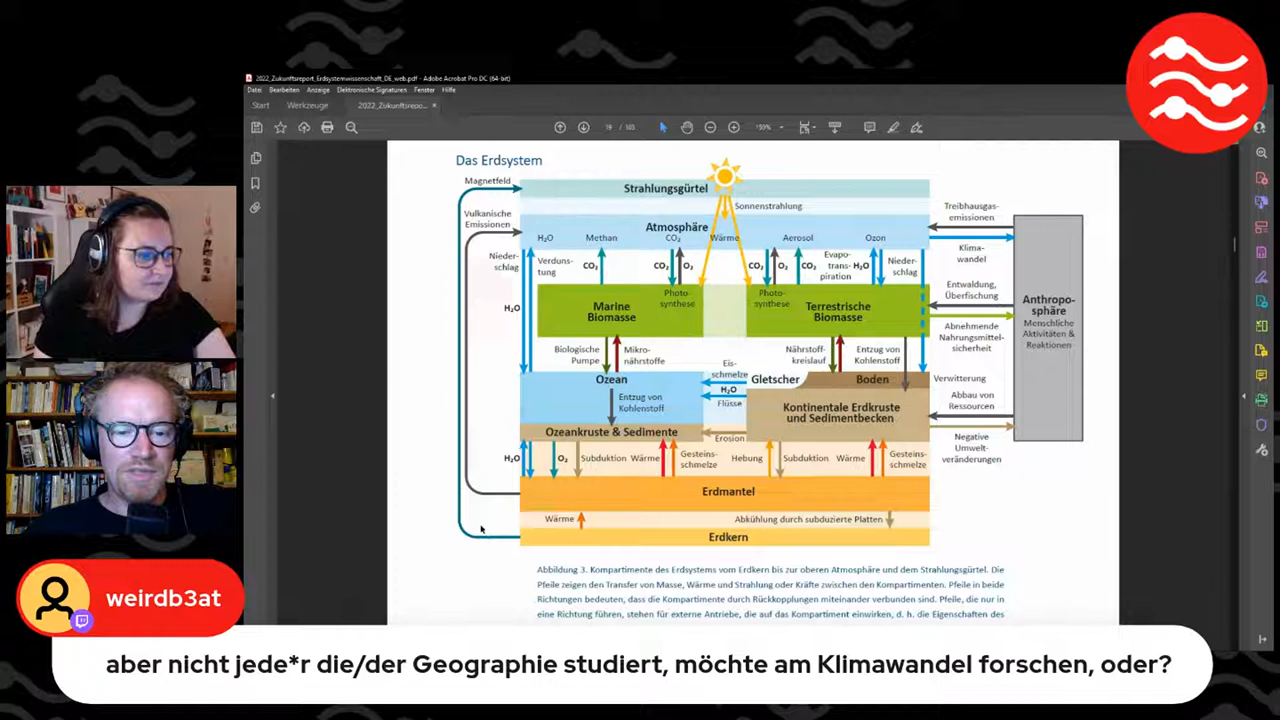 2022_Zukunftsreport_Erdsystemwissenschaft_DE_web.pdf - Adobe Acrobat Pro DC (64-bit)
Datei Bearbeiten Anzeige Elektronische Signaturen Fenster Hilfe
Start Werkzeuge 2022_Zukunftsrepo...
19 / 103
150%
Das Erdsystem
Magnetfeld
Strahlungsgürtel
Sonnenstrahlung
Vulkanische
Emissionen
Atmosphäre
H₂O Methan CO₂ Wärme Aerosol Ozon
Treibhausgas-
emissionen
Klima-
wandel
Nieder-
schlag
Verduns-
tung
CO₂
CO₂ O₂
CO₂ O₂ CO₂
Evapo-
trans-
piration
H₂O
Nieder-
schlag
H₂O
Marine
Biomasse
Photo-
synthese
Photo-
synthese
Terrestrische
Biomasse
Entwaldung,
Überfischung
Abnehmende
Nahrungsmittel-
sicherheit
Anthropo-
sphäre
Menschliche
Aktivitäten &
Reaktionen
Biologische
Pumpe
Mikro-
nährstoffe
Nährstoff-
kreislauf
Entzug von
Kohlenstoff
Eis-
schmelze
H₂O
Flüsse
Ozean
Entzug von
Kohlenstoff
Gletscher
Boden
Verwitterung
Kontinentale Erdkruste
und Sedimentbecken
Abbau von
Ressourcen
Negative
Umwelt-
veränderungen
Ozeankruste & Sedimente
Erosion
H₂O O₂ Subduktion Wärme Gesteins-
schmelze
Hebung Subduktion Wärme Gesteins-
schmelze
Erdmantel
Wärme
Abkühlung durch subduzierte Platten
Erdkern
Abbildung 3. Kompartimente des Erdsystems vom Erdkern bis zur oberen Atmosphäre und dem Strahlungsgürtel. Die
Pfeile zeigen den Transfer von Masse, Wärme und Strahlung oder Kräfte zwischen den Kompartimenten. Pfeile in beide
Richtungen bedeuten, dass die Kompartimente durch Rückkopplungen miteinander verbunden sind. Pfeile, die nur in
eine Richtung führen, stehen für externe Antriebe, die auf das Kompartiment einwirken, d. h. die Eigenschaften des
weirdb3at
aber nicht jede*r die/der Geographie studiert, möchte am Klimawandel forschen, oder?